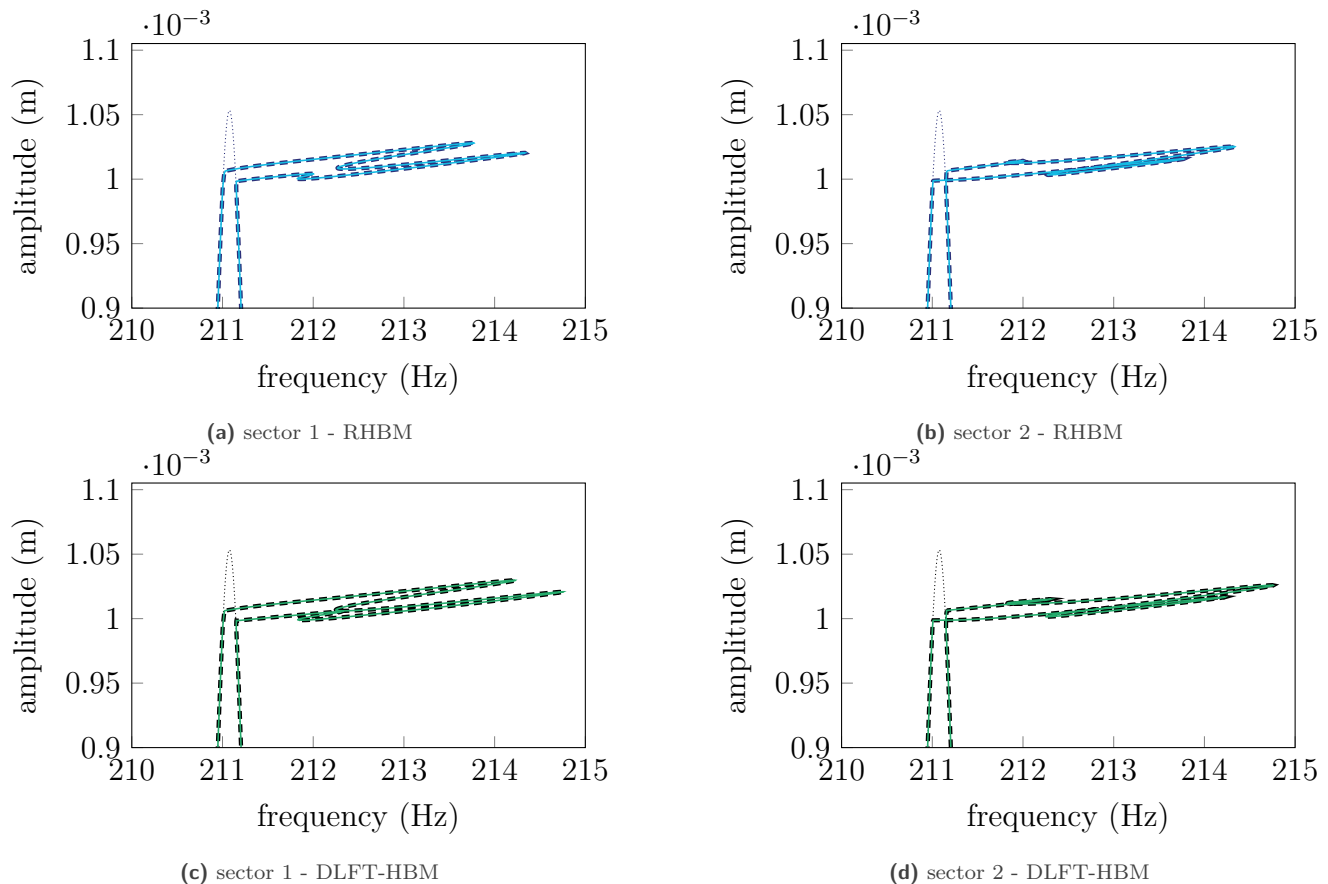 ·10⁻³
1.1
1.05
1
0.95
0.9
amplitude (m)
210 211 212 213 214 215
frequency (Hz)
(a) sector 1 - RHBM
·10⁻³
1.1
1.05
1
0.95
0.9
amplitude (m)
210 211 212 213 214 215
frequency (Hz)
(b) sector 2 - RHBM
·10⁻³
1.1
1.05
1
0.95
0.9
amplitude (m)
210 211 212 213 214 215
frequency (Hz)
(c) sector 1 - DLFT-HBM
·10⁻³
1.1
1.05
1
0.95
0.9
amplitude (m)
210 211 212 213 214 215
frequency (Hz)
(d) sector 2 - DLFT-HBM